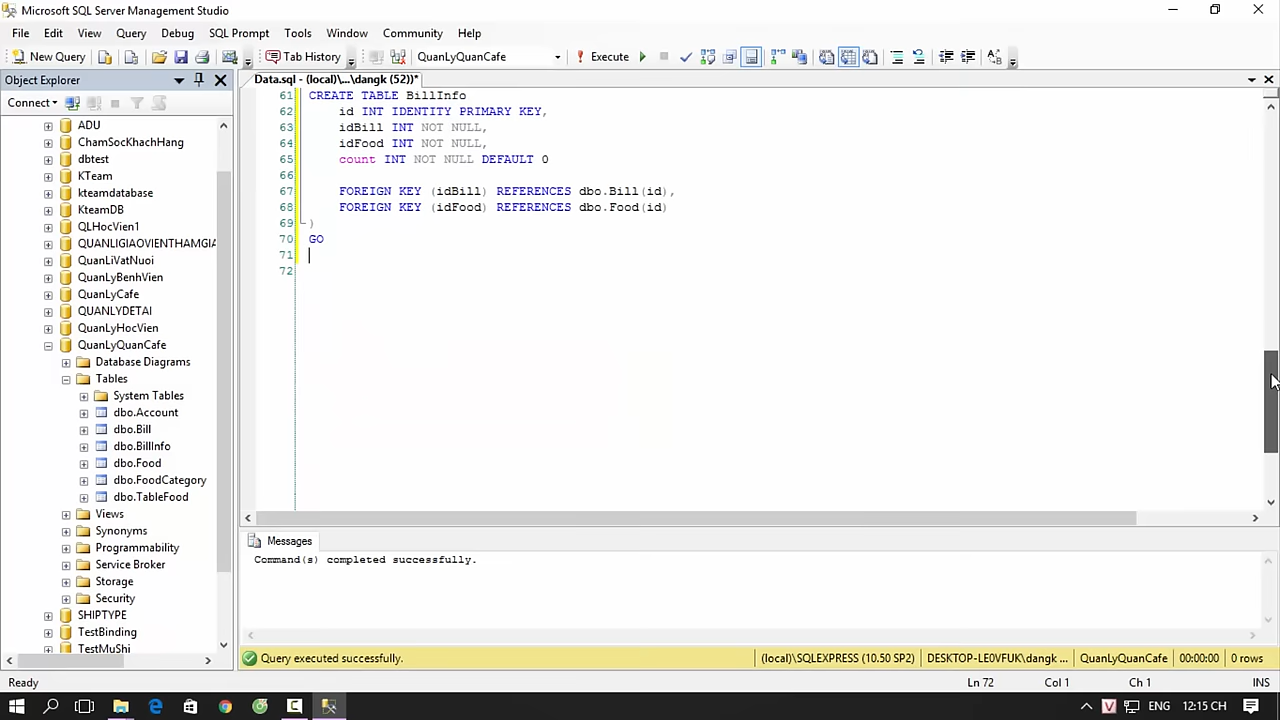 Microsoft SQL Server Management Studio
File Edit View Query Debug SQL Prompt Tools Window Community Help
New Query Tab History QuanLyQuanCafe Execute
Object Explorer
Data.sql - (local)\...\dangk (52))*
Connect
ADU
ChamSocKhachHang
dbtest
KTeam
kteamdatabase
KteamDB
QLHocVien1
QUANLIGIAOVIENTHAMGIA
QuanLiVatNuoi
QuanLyBenhVien
QuanLyCafe
QUANLYDETAI
QuanLyHocVien
QuanLyQuanCafe
Database Diagrams
Tables
System Tables
dbo.Account
dbo.Bill
dbo.BillInfo
dbo.Food
dbo.FoodCategory
dbo.TableFood
Views
Synonyms
Programmability
Service Broker
Storage
Security
SHIPTYPE
TestBinding
TestMuShi
61 CREATE TABLE BillInfo
62 id INT IDENTITY PRIMARY KEY,
63 idBill INT NOT NULL,
64 idFood INT NOT NULL,
65 count INT NOT NULL DEFAULT 0
66
67 FOREIGN KEY (idBill) REFERENCES dbo.Bill(id),
68 FOREIGN KEY (idFood) REFERENCES dbo.Food(id)
69 )
70 GO
71
72
Messages
Command(s) completed successfully.
Query executed successfully. (local)\SQLEXPRESS (10.50 SP2) DESKTOP-LE0VFUK\dangk ... QuanLyQuanCafe 00:00:00 0 rows
Ready Ln 72 Col 1 Ch 1 INS
ENG 12:15 CH